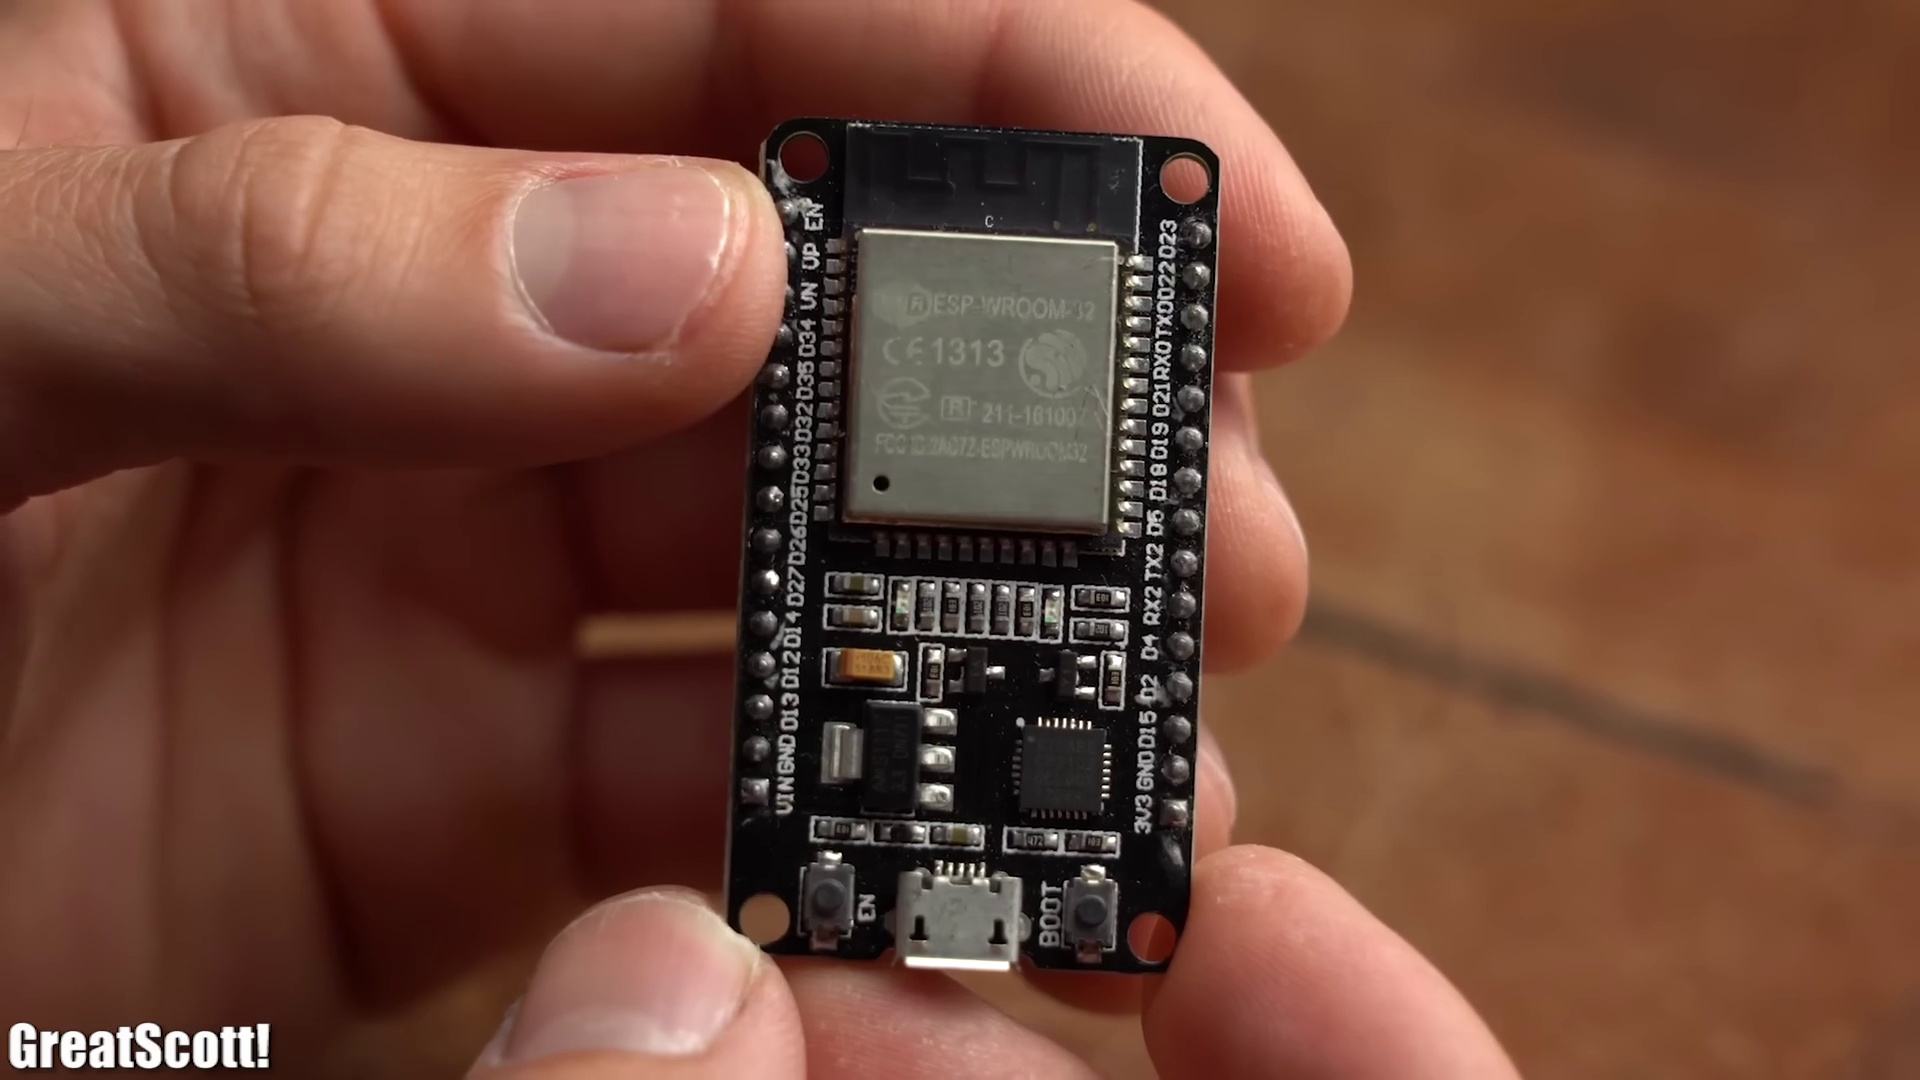 EN
VP
VN
D34
D35
D32
D33
D25
D26
D27
D14
D12
D13
GND
VIN
C
ESP-WROOM-32
CE1313
R 211-161007
FCC ID:2AC7Z-ESPWROOM32
D23
D22
TX0
RX0
D21
D19
D18
D5
TX2
RX2
D4
D2
D15
GND
3V3
AMS1117
EN
BOOT
GreatScott!